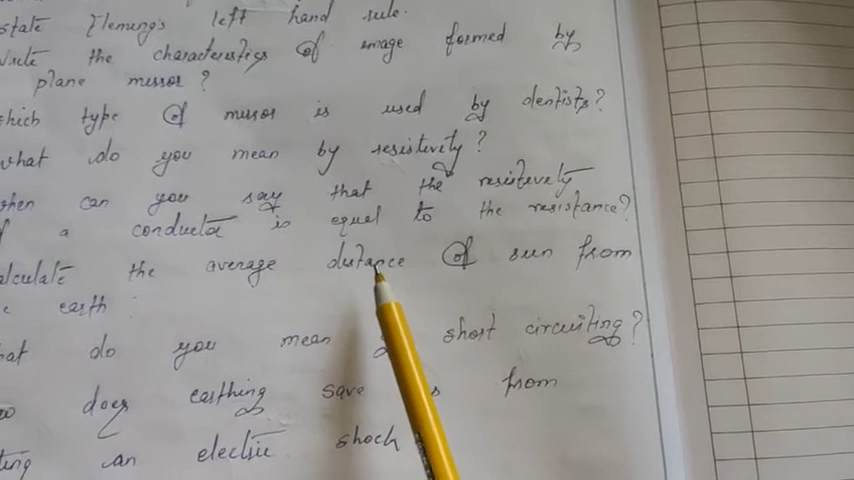 state Fleming's left hand rule.
Write the characteristics of image formed by
plane mirror?
which type of mirror is used by dentists?
what do you mean by resistivety?
when can you say that the resistevely
of a conductor is equal to the resistance?
calculate the average distance of sun from
earth
what do you mean short circuiting?
does earthing save from
an electric shock